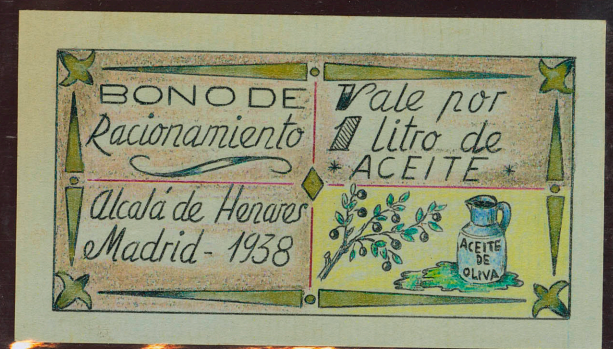 BONO DE
Racionamiento
Alcalá de Henares
Madrid - 1938
Vale por
1 litro de
* ACEITE *
ACEITE
DE
OLIVA